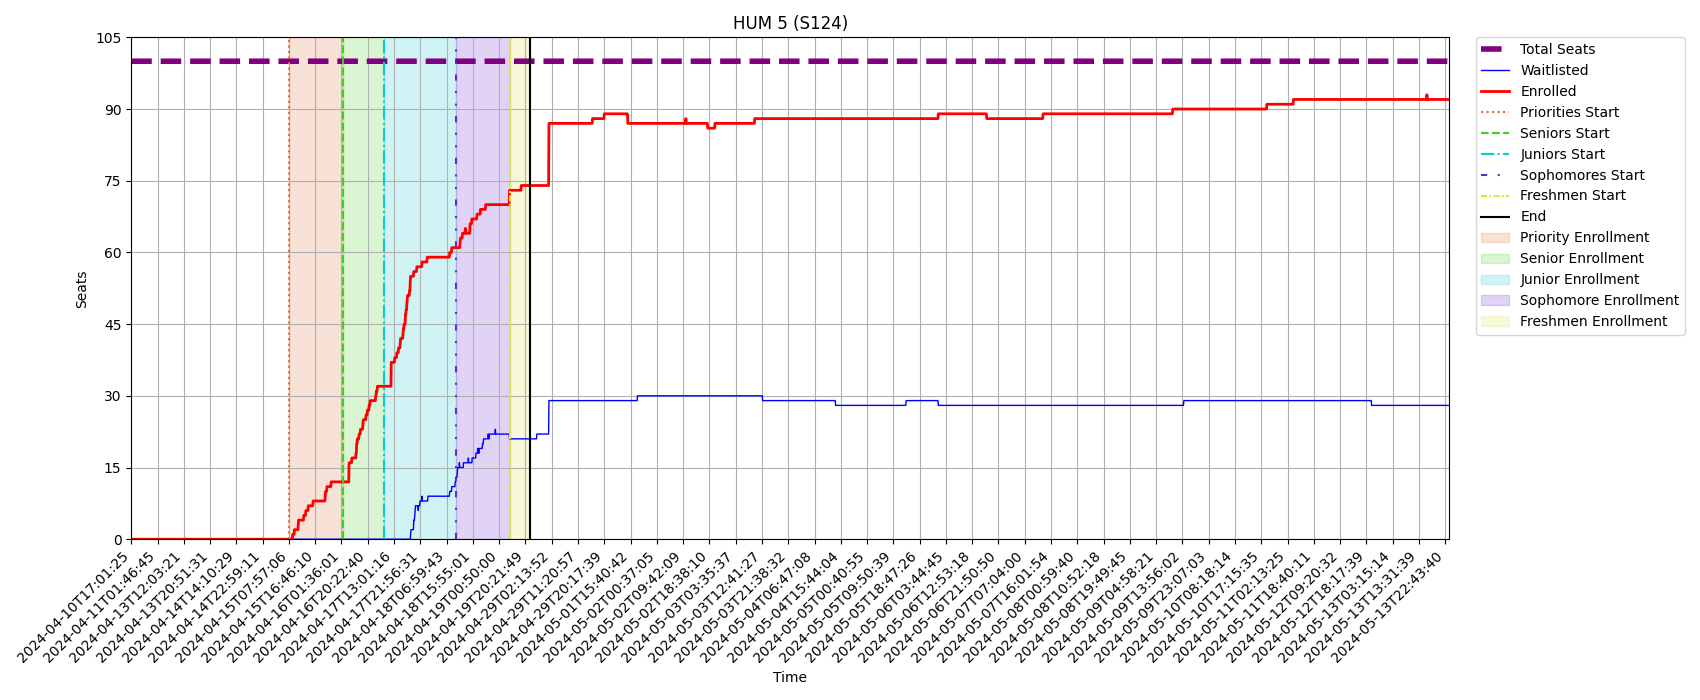 HUM 5 (S124)
105
90
75
60
45
30
15
0
Seats
2024-04-10T17:01:25
2024-04-11T01:46:45
2024-04-13T12:03:21
2024-04-13T20:51:31
2024-04-14T14:10:29
2024-04-14T22:59:11
2024-04-15T07:57:06
2024-04-15T16:46:10
2024-04-16T01:36:01
2024-04-16T20:22:40
2024-04-17T13:01:16
2024-04-17T21:56:31
2024-04-18T06:59:43
2024-04-18T15:55:01
2024-04-19T00:50:00
2024-04-19T20:21:49
2024-04-29T02:13:52
2024-04-29T11:20:57
2024-04-29T20:17:39
2024-05-01T15:40:42
2024-05-02T00:37:05
2024-05-02T09:42:09
2024-05-02T18:38:10
2024-05-03T03:35:37
2024-05-03T12:41:27
2024-05-03T21:38:32
2024-05-04T06:47:08
2024-05-04T15:44:04
2024-05-05T00:40:55
2024-05-05T09:50:39
2024-05-05T18:47:26
2024-05-06T03:44:45
2024-05-06T12:53:18
2024-05-06T21:50:50
2024-05-07T07:04:00
2024-05-07T16:01:54
2024-05-08T00:59:40
2024-05-08T10:52:18
2024-05-08T19:49:45
2024-05-09T04:58:21
2024-05-09T13:56:02
2024-05-09T23:07:03
2024-05-10T08:18:14
2024-05-10T17:15:35
2024-05-11T02:13:25
2024-05-11T18:40:11
2024-05-12T09:20:32
2024-05-12T18:17:39
2024-05-13T03:15:14
2024-05-13T13:31:39
2024-05-13T22:43:40
Time
Total Seats
Waitlisted
Enrolled
Priorities Start
Seniors Start
Juniors Start
Sophomores Start
Freshmen Start
End
Priority Enrollment
Senior Enrollment
Junior Enrollment
Sophomore Enrollment
Freshmen Enrollment